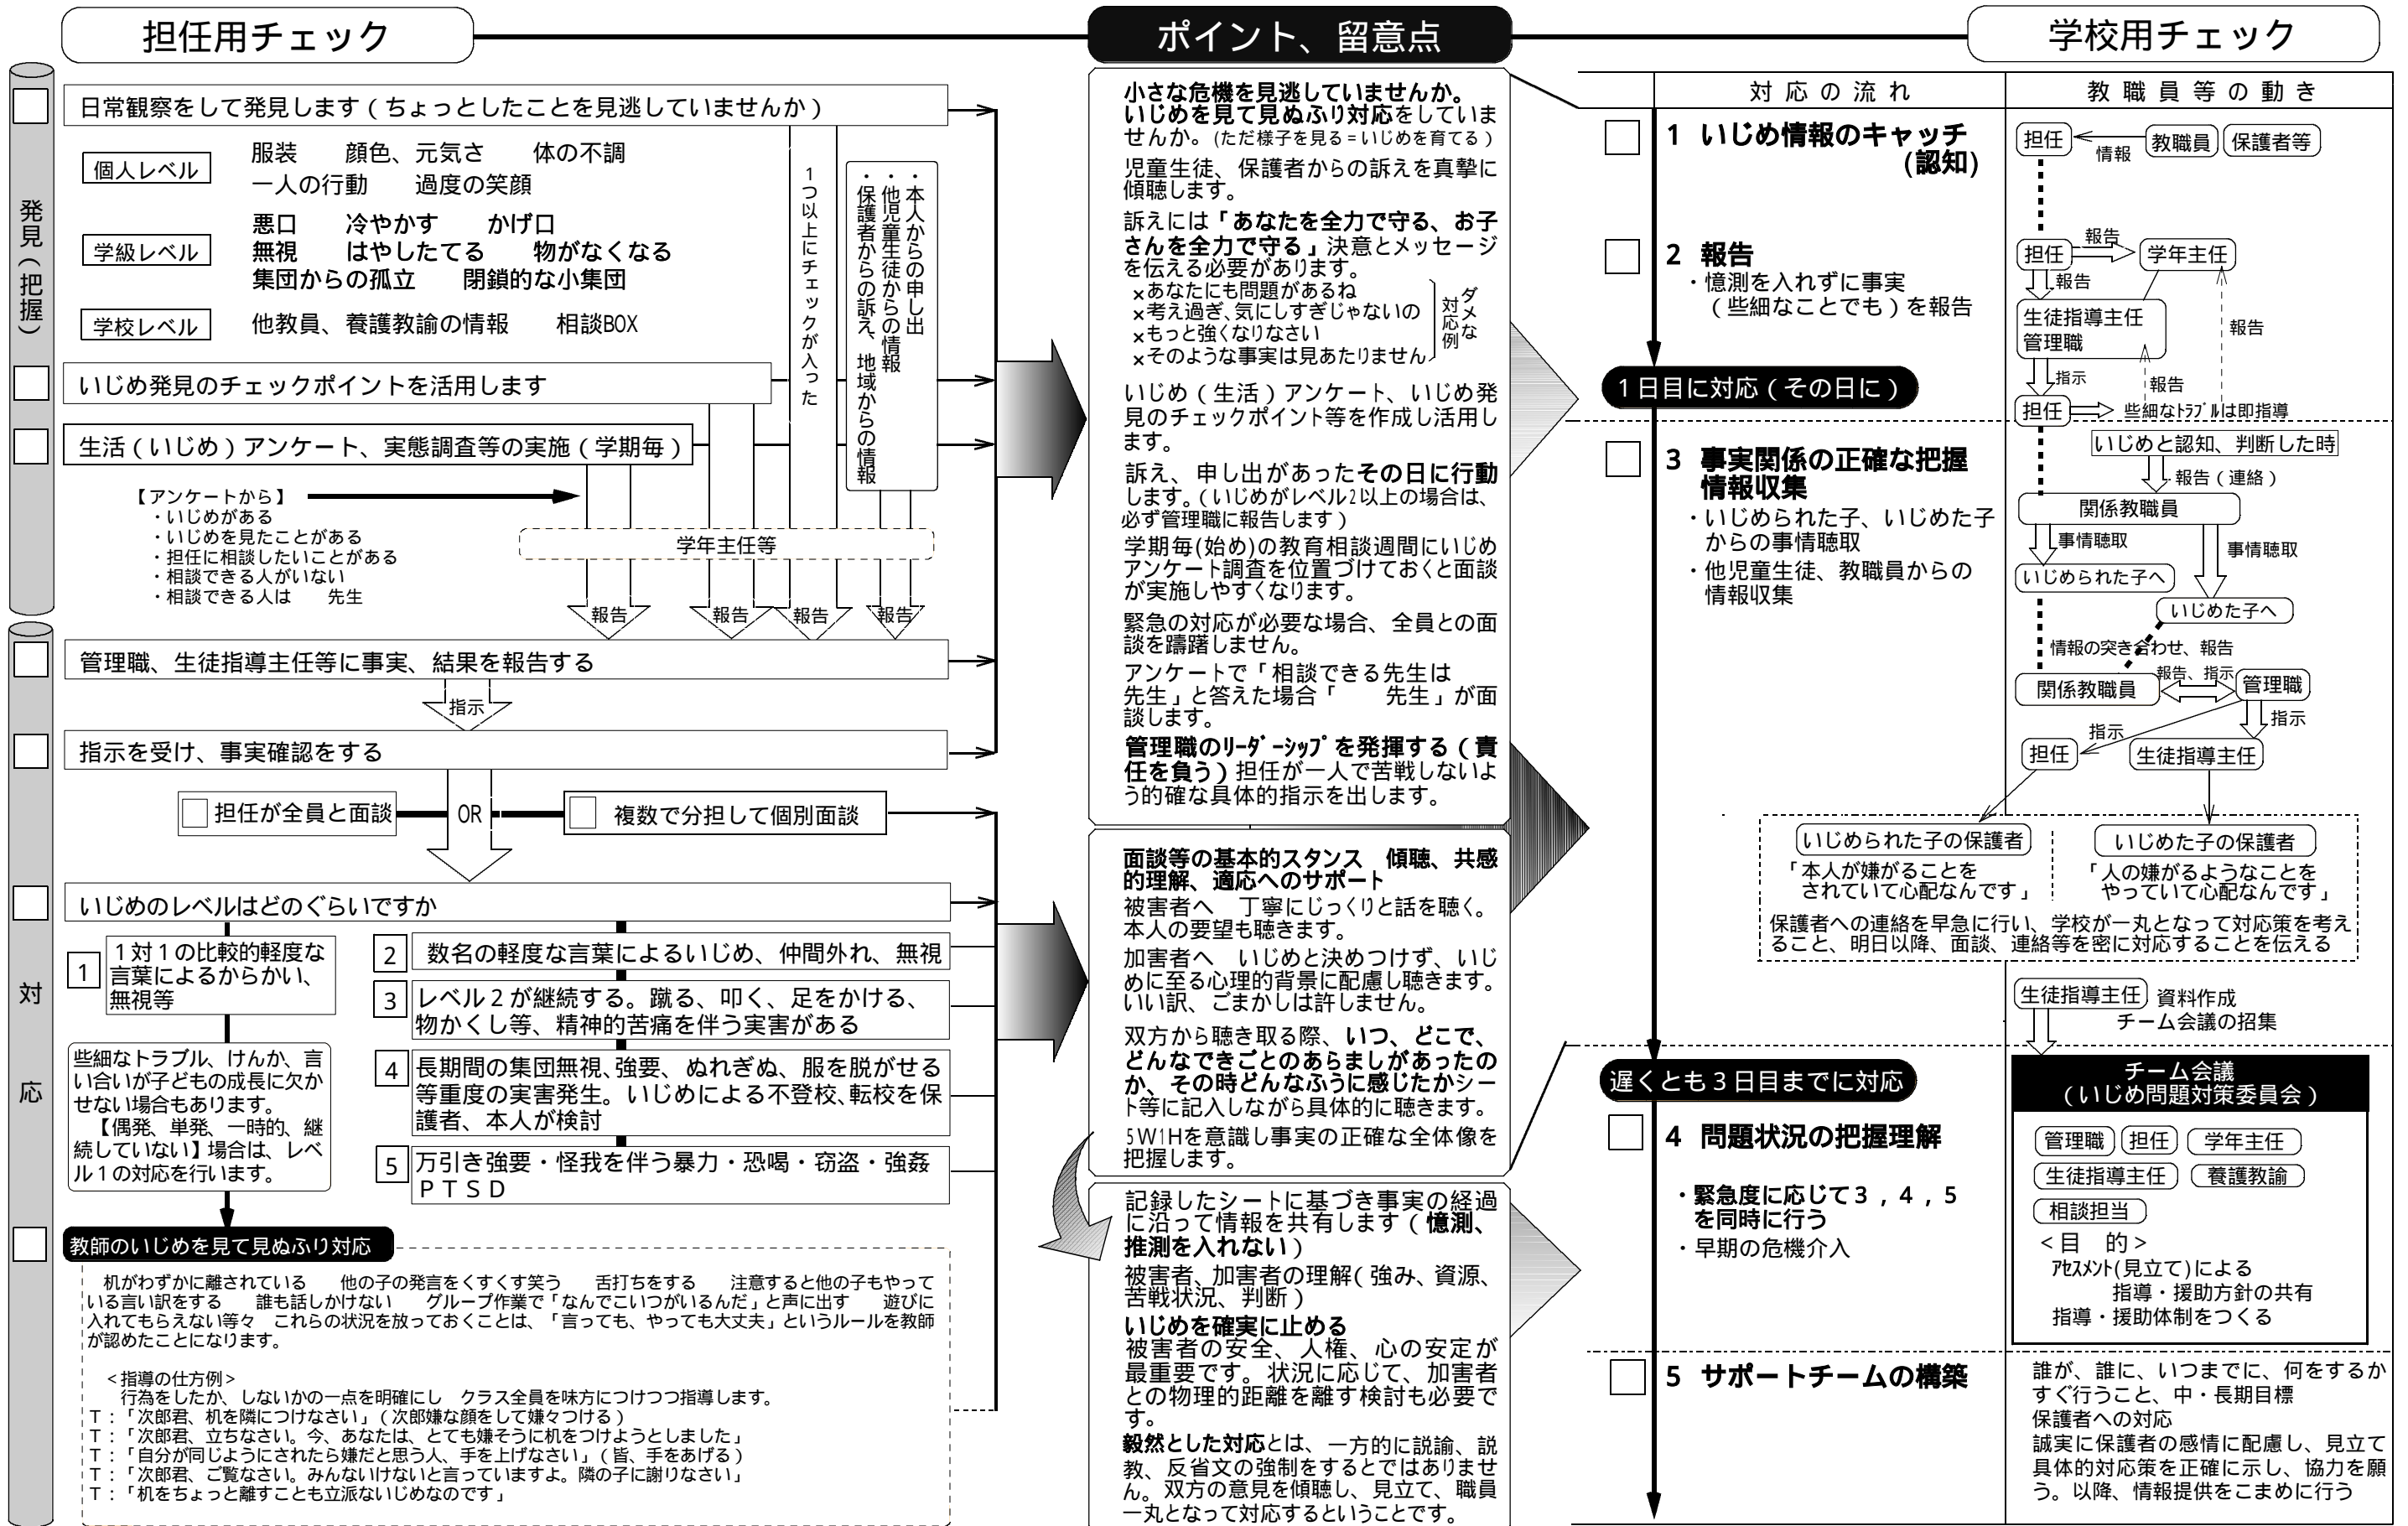 担任用チェック
ポイント、留意点
学校用チェック
発見(把握)
日常観察をして発見します(ちょっとしたことを見逃していませんか)
個人レベル
服装 顔色、元気さ 体の不調
一人の行動 過度の笑顔
学級レベル
悪口 冷やかす かげ口
無視 はやしたてる 物がなくなる
集団からの孤立 閉鎖的な小集団
学校レベル
他教員、養護教諭の情報 相談BOX
1つ以上にチェックが入った
・本人からの申し出
・他児童生徒からの情報
・保護者からの訴え、地域からの情報
いじめ発見のチェックポイントを活用します
生活(いじめ)アンケート、実態調査等の実施(学期毎)
【アンケートから】
・いじめがある
・いじめを見たことがある
・担任に相談したいことがある
・相談できる人がいない
・相談できる人は 先生
学年主任等
報告
報告
報告
報告
対応
管理職、生徒指導主任等に事実、結果を報告する
指示
指示を受け、事実確認をする
担任が全員と面談
OR
複数で分担して個別面談
いじめのレベルはどのぐらいですか
1
1対1の比較的軽度な
言葉によるからかい、
無視等
2
数名の軽度な言葉によるいじめ、仲間外れ、無視
3
レベル2が継続する。蹴る、叩く、足をかける、
物かくし等、精神的苦痛を伴う実害がある
4
長期間の集団無視、強要、ぬれぎぬ、服を脱がせる
等重度の実害発生。いじめによる不登校、転校を保
護者、本人が検討
5
万引き強要・怪我を伴う暴力・恐喝・窃盗・強姦
PTSD
些細なトラブル、けんか、言
い合いが子どもの成長に欠か
せない場合もあります。
【偶発、単発、一時的、継
続していない】場合は、レベ
ル1の対応を行います。
教師のいじめを見て見ぬふり対応
机がわずかに離されている 他の子の発言をくすくす笑う 舌打ちをする 注意すると他の子もやって
いる言い訳をする 誰も話しかけない グループ作業で「なんでこいつがいるんだ」と声に出す 遊びに
入れてもらえない等々 これらの状況を放っておくことは、「言っても、やっても大丈夫」というルールを教師
が認めたことになります。
<指導の仕方例>
行為をしたか、しないかの一点を明確にし クラス全員を味方につけつつ指導します。
T:「次郎君、机を隣につけなさい」(次郎嫌な顔をして嫌々つける)
T:「次郎君、立ちなさい。今、あなたは、とても嫌そうに机をつけようとしました」
T:「自分が同じようにされたら嫌だと思う人、手を上げなさい」(皆、手をあげる)
T:「次郎君、ご覧なさい。みんないけないと言っていますよ。隣の子に謝りなさい」
T:「机をちょっと離すことも立派ないじめなのです」
小さな危機を見逃していませんか。
いじめを見て見ぬふり対応をしていま
せんか。(ただ様子を見る=いじめを育てる)
児童生徒、保護者からの訴えを真摯に
傾聴します。
訴えには「あなたを全力で守る、お子
さんを全力で守る」決意とメッセージ
を伝える必要があります。
×あなたにも問題があるね
×考え過ぎ、気にしすぎじゃないの
×もっと強くなりなさい
×そのような事実は見あたりません
ダメな
対応例
いじめ(生活)アンケート、いじめ発
見のチェックポイント等を作成し活用し
ます。
訴え、申し出があったその日に行動
します。(いじめがレベル2以上の場合は、
必ず管理職に報告します)
学期毎(始め)の教育相談週間にいじめ
アンケート調査を位置づけておくと面談
が実施しやすくなります。
緊急の対応が必要な場合、全員との面
談を躊躇しません。
アンケートで「相談できる先生は
先生」と答えた場合「 先生」が面
談します。
管理職のリーダーシップを発揮する(責
任を負う)担任が一人で苦戦しないよ
う的確な具体的指示を出します。
面談等の基本的スタンス 傾聴、共感
的理解、適応へのサポート
被害者へ 丁寧にじっくりと話を聴く。
本人の要望も聴きます。
加害者へ いじめと決めつけず、いじ
めに至る心理的背景に配慮し聴きます。
いい訳、ごまかしは許しません。
双方から聴き取る際、いつ、どこで、
どんなできごとのあらましがあったの
か、その時どんなふうに感じたかシー
ト等に記入しながら具体的に聴きます。
5W1Hを意識し事実の正確な全体像を
把握します。
記録したシートに基づき事実の経過
に沿って情報を共有します(憶測、
推測を入れない)
被害者、加害者の理解(強み、資源、
苦戦状況、判断)
いじめを確実に止める
被害者の安全、人権、心の安定が
最重要です。状況に応じて、加害者
との物理的距離を離す検討も必要で
す。
毅然とした対応とは、一方的に説諭、説
教、反省文の強制をするとではありませ
ん。双方の意見を傾聴し、見立て、職員
一丸となって対応するということです。
対応の流れ
教職員等の動き
1 いじめ情報のキャッチ
(認知)
担任
情報
教職員
保護者等
2 報告
・憶測を入れずに事実
(些細なことでも)を報告
担任
報告
学年主任
報告
生徒指導主任
管理職
報告
指示
報告
担任
些細なトラブルは即指導
1日目に対応(その日に)
3 事実関係の正確な把握
情報収集
・いじめられた子、いじめた子
からの事情聴取
・他児童生徒、教職員からの
情報収集
いじめと認知、判断した時
報告(連絡)
関係教職員
事情聴取
事情聴取
いじめられた子へ
いじめた子へ
情報の突き合わせ、報告
報告、指示
関係教職員
管理職
指示
指示
担任
生徒指導主任
いじめられた子の保護者
「本人が嫌がることを
されていて心配なんです」
いじめた子の保護者
「人の嫌がるようなことを
やっていて心配なんです」
保護者への連絡を早急に行い、学校が一丸となって対応策を考え
ること、明日以降、面談、連絡等を密に対応することを伝える
生徒指導主任
資料作成
チーム会議の招集
遅くとも3日目までに対応
4 問題状況の把握理解
・緊急度に応じて3,4,5
を同時に行う
・早期の危機介入
チーム会議
(いじめ問題対策委員会)
管理職
担任
学年主任
生徒指導主任
養護教諭
相談担当
<目 的>
アセスメント(見立て)による
指導・援助方針の共有
指導・援助体制をつくる
5 サポートチームの構築
誰が、誰に、いつまでに、何をするか
すぐ行うこと、中・長期目標
保護者への対応
誠実に保護者の感情に配慮し、見立て
具体的対応策を正確に示し、協力を願
う。以降、情報提供をこまめに行う